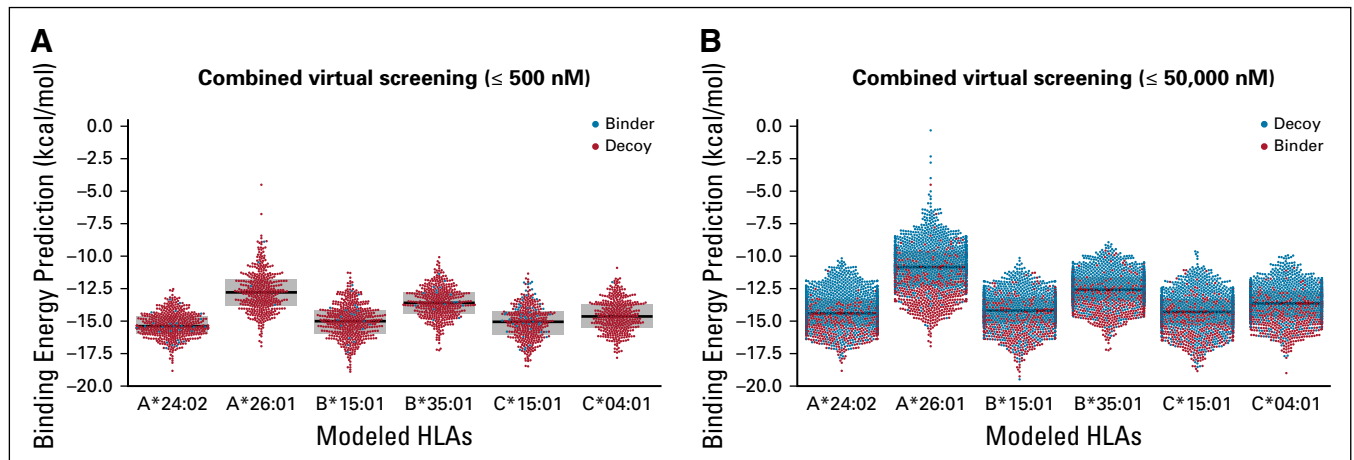 A
Combined virtual screening (≤ 500 nM)
Binder
Decoy
Binding Energy Prediction (kcal/mol)
0.0
–2.5
–5.0
–7.5
–10.0
–12.5
–15.0
–17.5
–20.0
A*24:02 A*26:01 B*15:01 B*35:01 C*15:01 C*04:01
Modeled HLAs
B
Combined virtual screening (≤ 50,000 nM)
Decoy
Binder
Binding Energy Prediction (kcal/mol)
0.0
–2.5
–5.0
–7.5
–10.0
–12.5
–15.0
–17.5
–20.0
A*24:02 A*26:01 B*15:01 B*35:01 C*15:01 C*04:01
Modeled HLAs